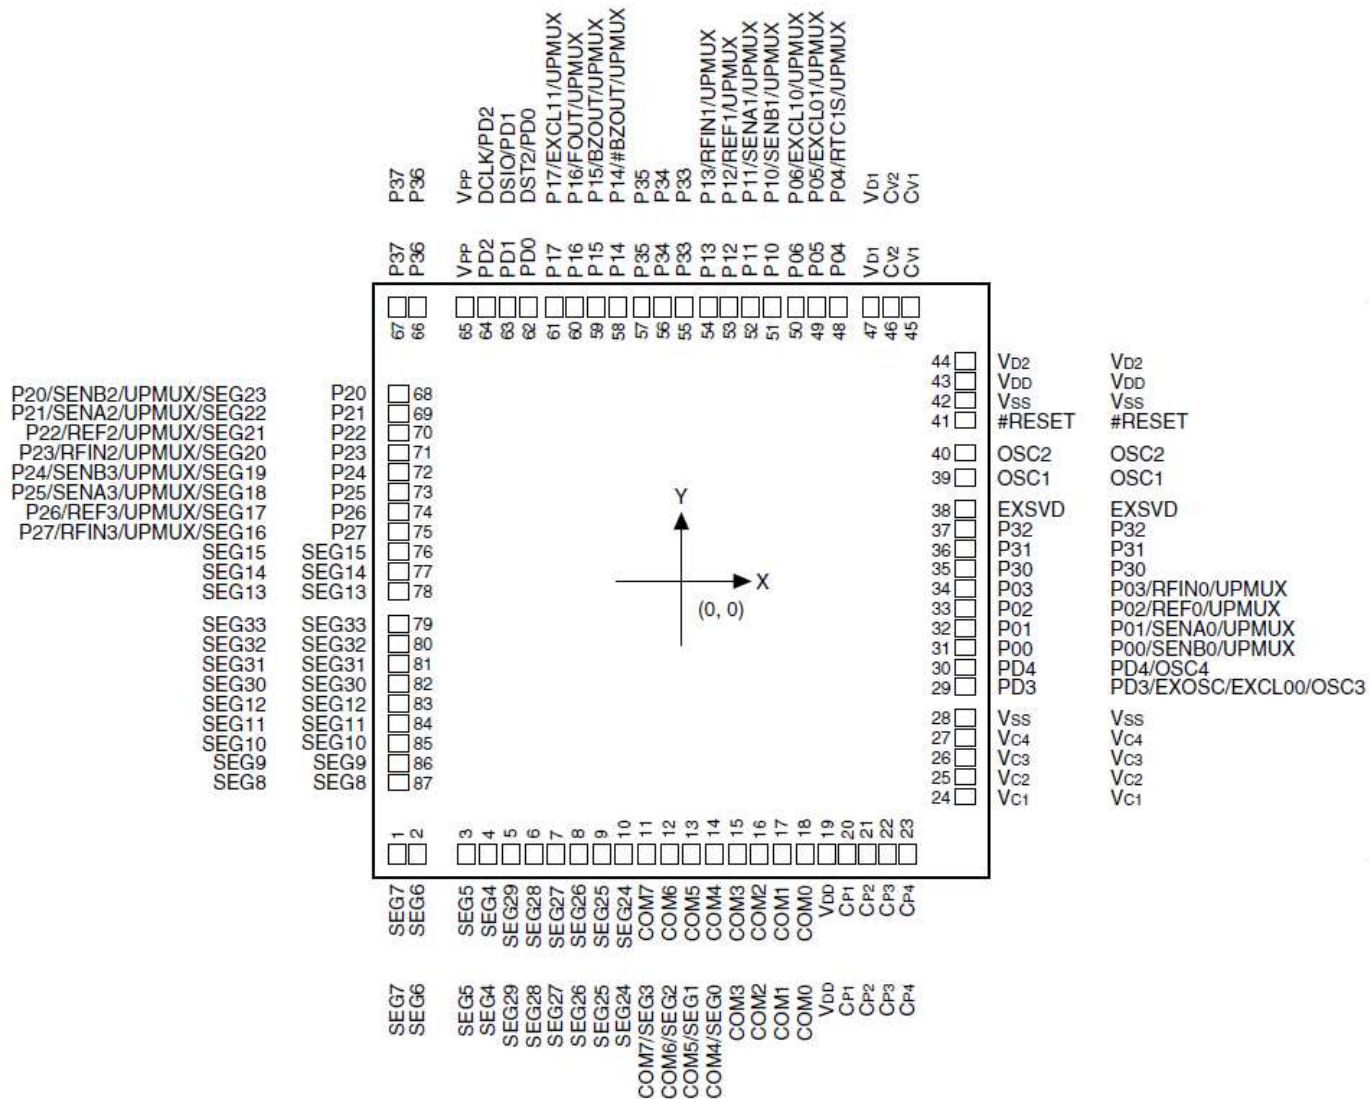 P37 P36 VPP DCLK/PD2 DSIO/PD1 DST2/PD0 P17/EXCL11/UPMUX P16/FOUT/UPMUX P15/BZOUT/UPMUX P14/#BZOUT/UPMUX P35 P34 P33 P13/RFIN1/UPMUX P12/REF1/UPMUX P11/SENA1/UPMUX P10/SENB1/UPMUX P06/EXCL10/UPMUX P05/EXCL01/UPMUX P04/RTC1S/UPMUX VD1 CV2 CV1
P37 P36 VPP PD2 PD1 PD0 P17 P16 P15 P14 P35 P34 P33 P13 P12 P11 P10 P06 P05 P04 VD1 CV2 CV1
67 66 65 64 63 62 61 60 59 58 57 56 55 54 53 52 51 50 49 48 47 46 45
44 VD2 VD2
43 VDD VDD
42 VSS VSS
41 #RESET #RESET
40 OSC2 OSC2
39 OSC1 OSC1
38 EXSVD EXSVD
37 P32 P32
36 P31 P31
35 P30 P30
34 P03 P03/RFIN0/UPMUX
33 P02 P02/REF0/UPMUX
32 P01 P01/SENA0/UPMUX
31 P00 P00/SENB0/UPMUX
30 PD4 PD4/OSC4
29 PD3 PD3/EXOSC/EXCL00/OSC3
28 VSS VSS
27 VC4 VC4
26 VC3 VC3
25 VC2 VC2
24 VC1 VC1
P20/SENB2/UPMUX/SEG23 P20 68
P21/SENA2/UPMUX/SEG22 P21 69
P22/REF2/UPMUX/SEG21 P22 70
P23/RFIN2/UPMUX/SEG20 P23 71
P24/SENB3/UPMUX/SEG19 P24 72
P25/SENA3/UPMUX/SEG18 P25 73
P26/REF3/UPMUX/SEG17 P26 74
P27/RFIN3/UPMUX/SEG16 P27 75
SEG15 SEG15 76
SEG14 SEG14 77
SEG13 SEG13 78
SEG33 SEG33 79
SEG32 SEG32 80
SEG31 SEG31 81
SEG30 SEG30 82
SEG12 SEG12 83
SEG11 SEG11 84
SEG10 SEG10 85
SEG9 SEG9 86
SEG8 SEG8 87
Y
X
(0, 0)
1 2 3 4 5 6 7 8 9 10 11 12 13 14 15 16 17 18 19 20 21 22 23
SEG7 SEG6 SEG5 SEG4 SEG29 SEG28 SEG27 SEG26 SEG25 SEG24 COM7 COM6 COM5 COM4 COM3 COM2 COM1 COM0 VDD CP1 CP2 CP3 CP4
SEG7 SEG6 SEG5 SEG4 SEG29 SEG28 SEG27 SEG26 SEG25 SEG24 COM7/SEG3 COM6/SEG2 COM5/SEG1 COM4/SEG0 COM3 COM2 COM1 COM0 VDD CP1 CP2 CP3 CP4